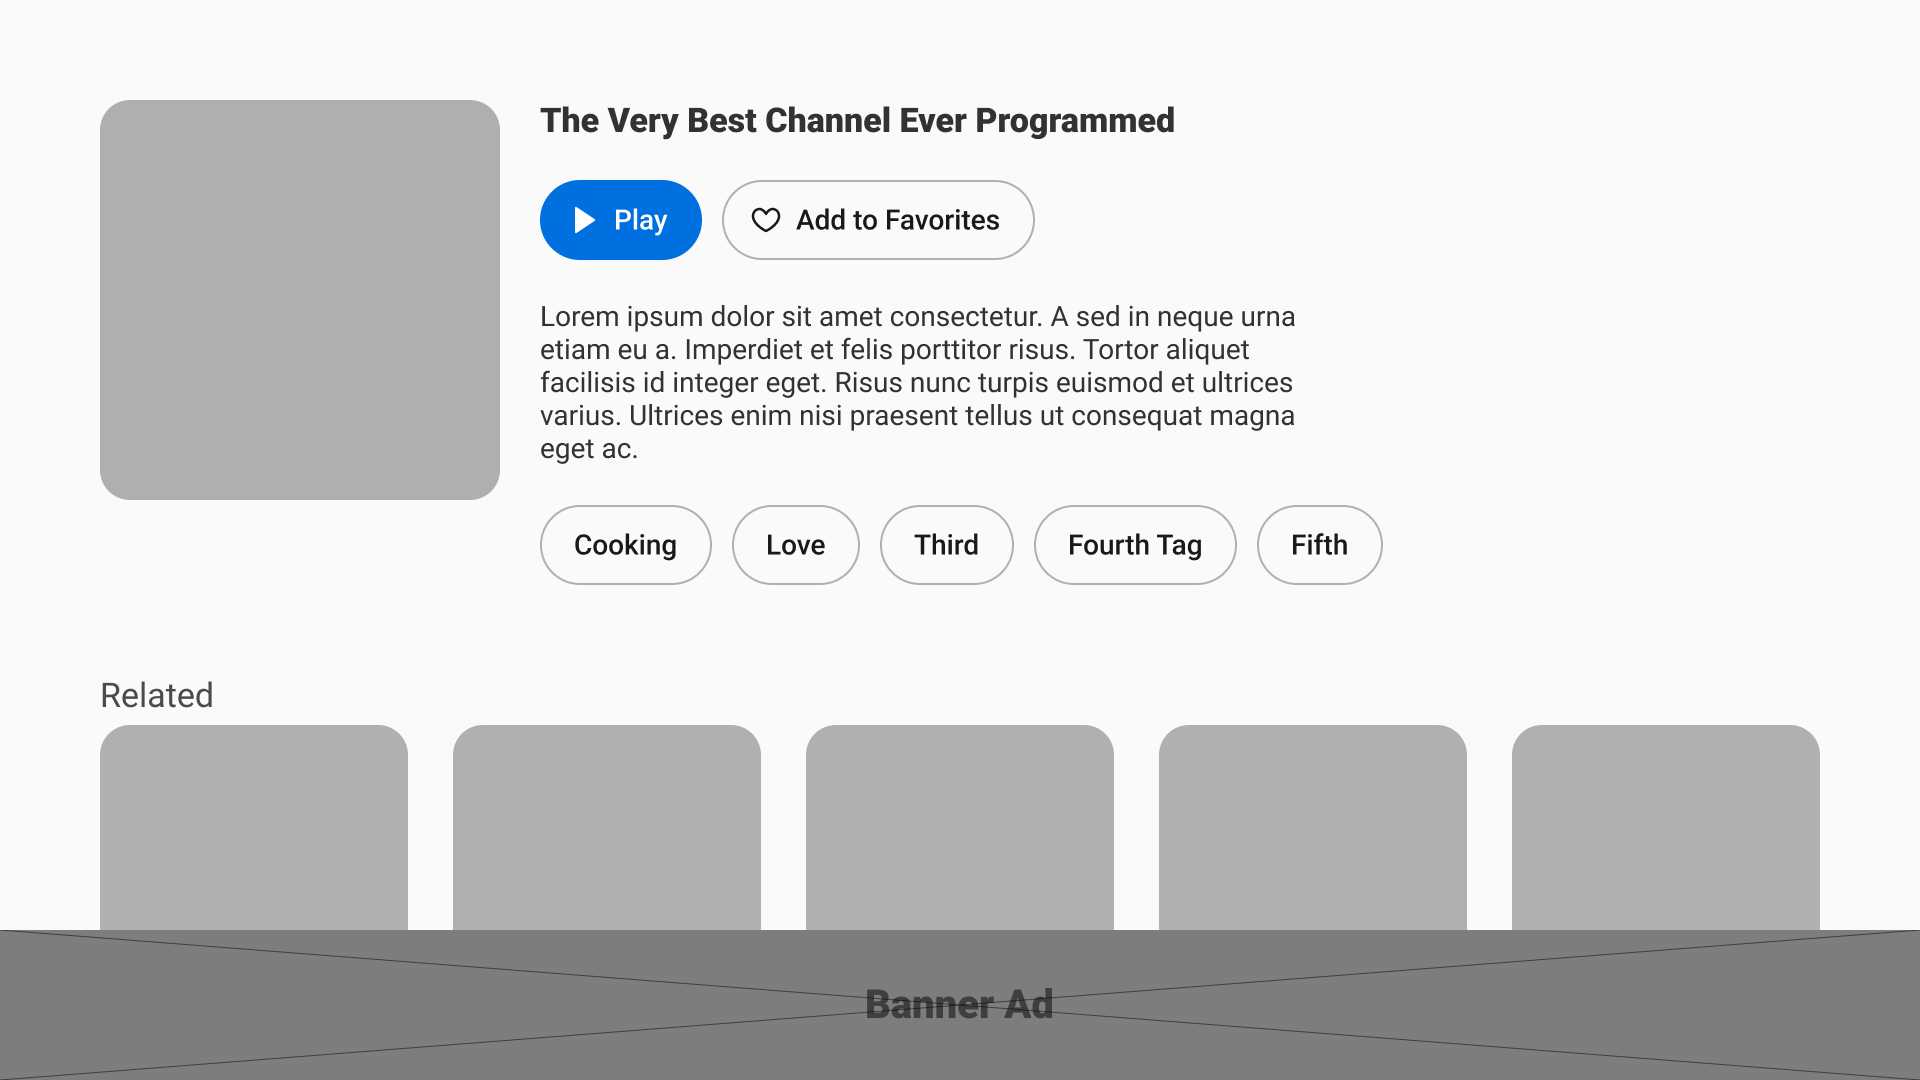 The Very Best Channel Ever Programmed
Play
Add to Favorites
Lorem ipsum dolor sit amet consectetur. A sed in neque urna
etiam eu a. Imperdiet et felis porttitor risus. Tortor aliquet
facilisis id integer eget. Risus nunc turpis euismod et ultrices
varius. Ultrices enim nisi praesent tellus ut consequat magna
eget ac.
Cooking
Love
Third
Fourth Tag
Fifth
Related
Banner Ad